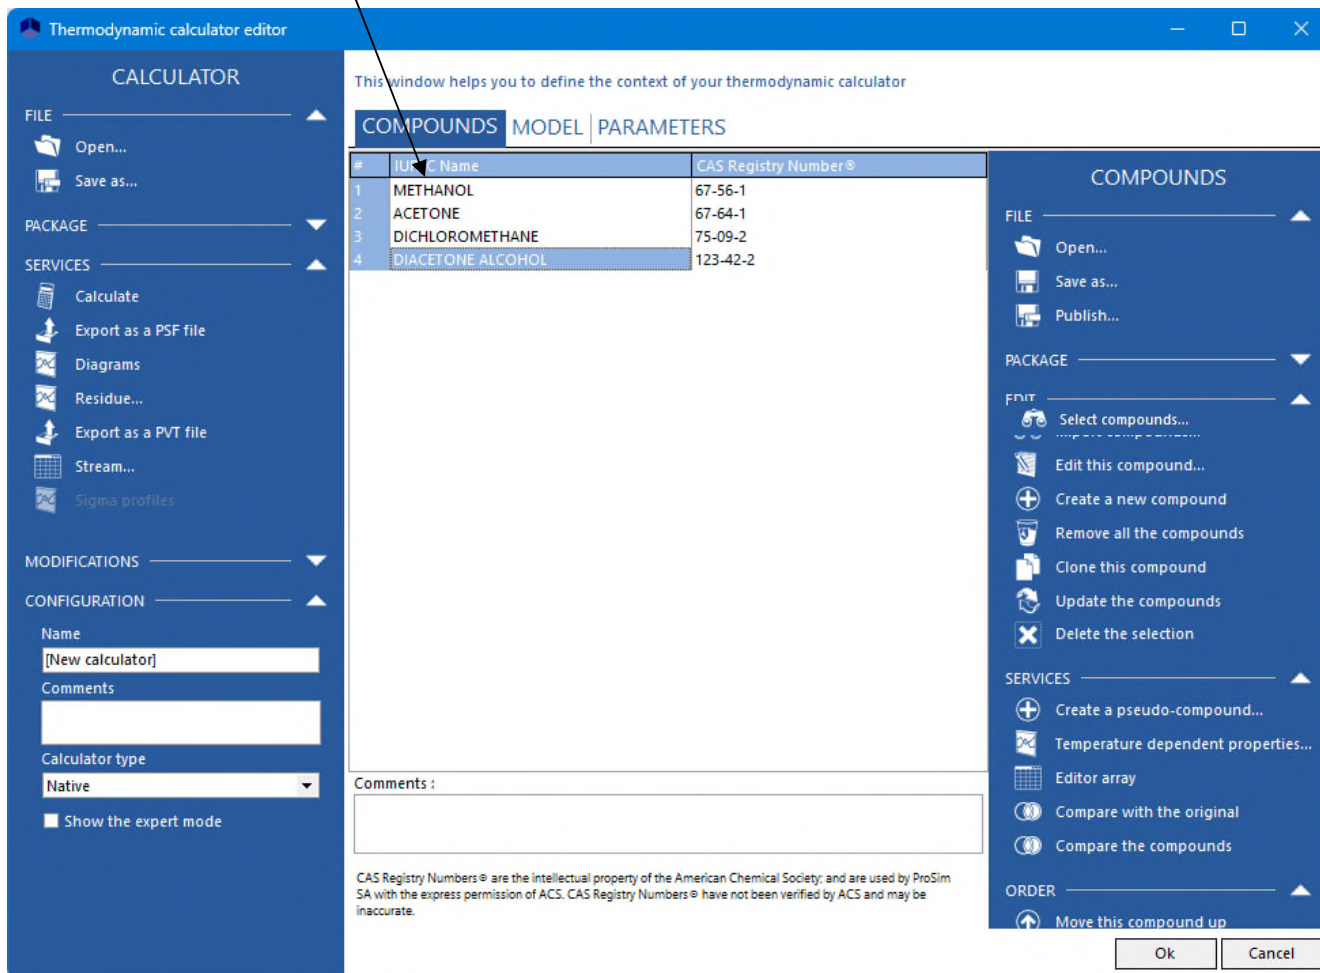 Thermodynamic calculator editor
CALCULATOR
FILE
Open...
Save as...
PACKAGE
SERVICES
Calculate
Export as a PSF file
Diagrams
Residue...
Export as a PVT file
Stream...
Sigma profiles
MODIFICATIONS
CONFIGURATION
Name
[New calculator]
Comments
Calculator type
Native
Show the expert mode
This window helps you to define the context of your thermodynamic calculator
COMPOUNDS MODEL PARAMETERS
# Name CAS Registry Number®
1 METHANOL 67-56-1
2 ACETONE 67-64-1
3 DICHLOROMETHANE 75-09-2
4 DIACETONE ALCOHOL 123-42-2
Comments :
CAS Registry Numbers® are the intellectual property of the American Chemical Society; and are used by ProSim
SA with the express permission of ACS. CAS Registry Numbers® have not been verified by ACS and may be
inaccurate.
COMPOUNDS
FILE
Open...
Save as...
Publish...
PACKAGE
EDIT
Select compounds...
Edit this compound...
Create a new compound
Remove all the compounds
Clone this compound
Update the compounds
Delete the selection
SERVICES
Create a pseudo-compound...
Temperature dependent properties...
Editor array
Compare with the original
Compare the compounds
ORDER
Move this compound up
Ok Cancel